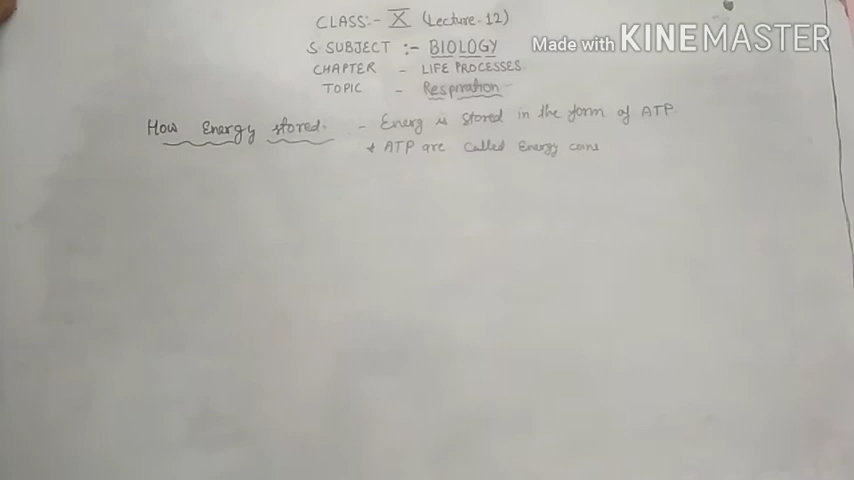 CLASS:- X (Lecture-12)
S SUBJECT :- BIOLOGY
Made with KINEMASTER
CHAPTER - LIFE PROCESSES
TOPIC - Respiration
How Energy stored. - Energ is stored in the form of ATP.
* ATP are called Energy coins